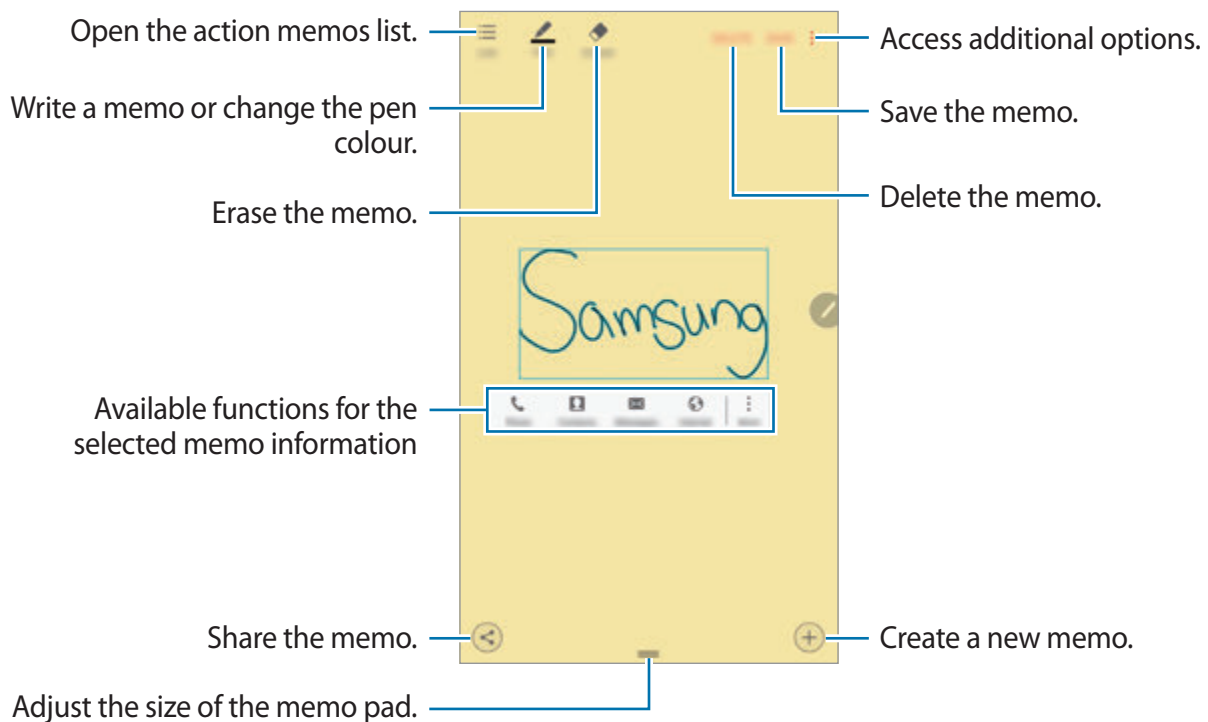 Open the action memos list.
Access additional options.
Write a memo or change the pen
colour.
Save the memo.
Delete the memo.
Erase the memo.
Samsung
Available functions for the
selected memo information
Share the memo.
Create a new memo.
Adjust the size of the memo pad.